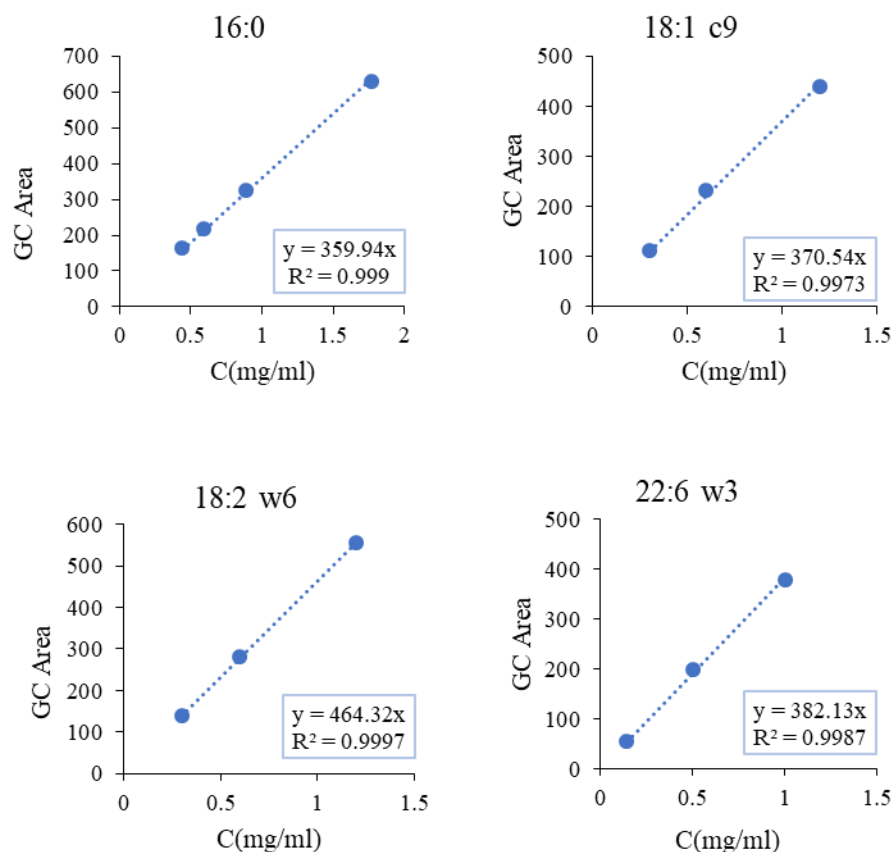 16:0
700
600
500
400
300
200
100
0
GC Area
0 0.5 1 1.5 2
C(mg/ml)
y = 359.94x
R² = 0.999
18:1 c9
500
400
300
200
100
0
GC Area
0 0.5 1 1.5
C(mg/ml)
y = 370.54x
R² = 0.9973
18:2 w6
600
500
400
300
200
100
0
GC Area
0 0.5 1 1.5
C(mg/ml)
y = 464.32x
R² = 0.9997
22:6 w3
500
400
300
200
100
0
GC Area
0 0.5 1 1.5
C(mg/ml)
y = 382.13x
R² = 0.9987